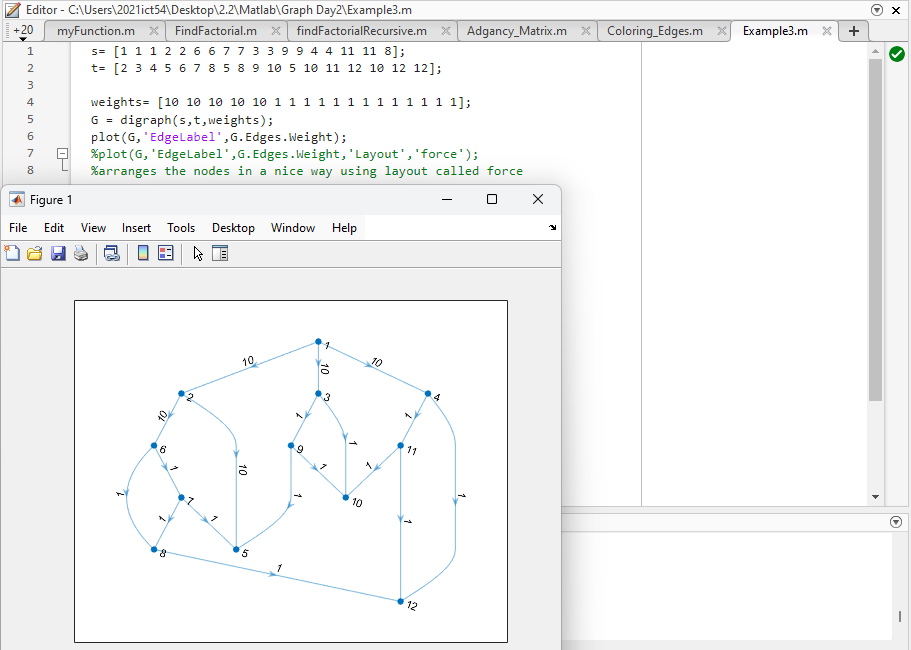 Editor - C:\Users\2021ict54\Desktop\2.2\Matlab\Graph Day2\Example3.m
+20 myFunction.m FindFactorial.m findFactorialRecursive.m Adgancy_Matrix.m Coloring_Edges.m Example3.m
1 s= [1 1 1 2 2 6 6 7 7 3 3 9 9 4 4 11 11 8];
2 t= [2 3 4 5 6 7 8 5 8 9 10 5 10 11 12 10 12 12];
3
4 weights= [10 10 10 10 10 1 1 1 1 1 1 1 1 1 1 1 1 1];
5 G = digraph(s,t,weights);
6 plot(G,'EdgeLabel',G.Edges.Weight);
7 %plot(G,'EdgeLabel',G.Edges.Weight,'Layout','force');
8 %arranges the nodes in a nice way using layout called force
Figure 1
File Edit View Insert Tools Desktop Window Help
1
10 10 10
2 3 4
10 1 1
6 9 11
1 10 1 1 1
1 7 1 1 10 1
1 1 1
8 5
1
12